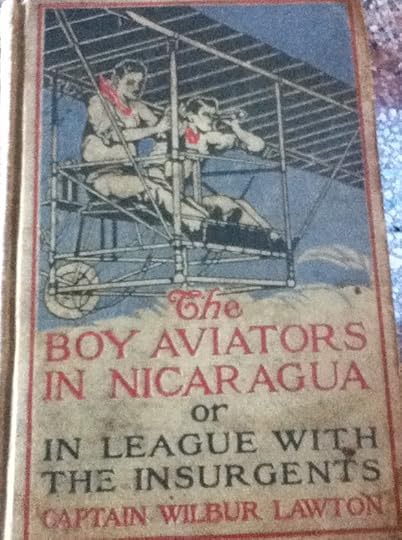 The
BOY AVIATORS
IN NICARAGUA
or
IN LEAGUE WITH
THE INSURGENTS
CAPTAIN WILBUR LAWTON